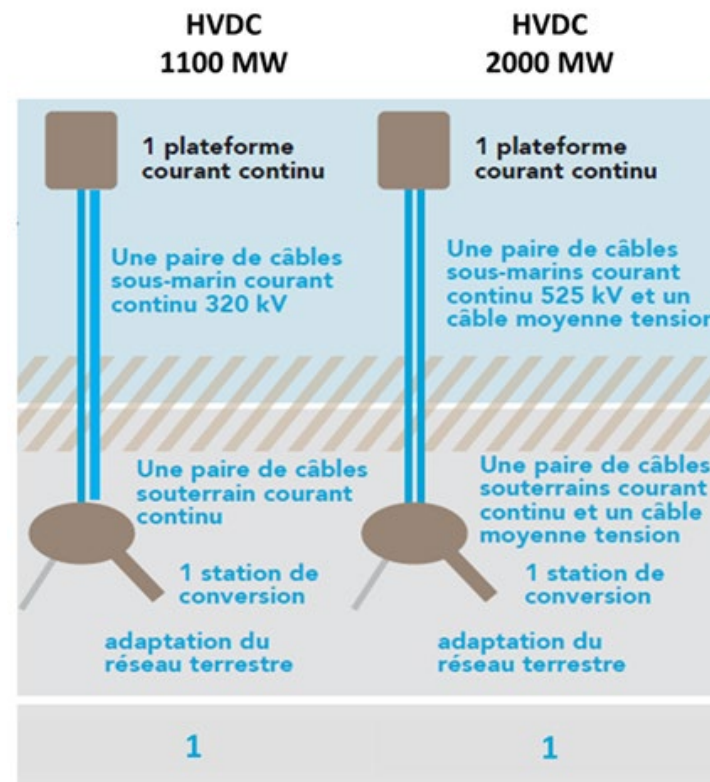 HVDC
1100 MW
HVDC
2000 MW
1 plateforme
courant continu
1 plateforme
courant continu
Une paire de câbles
sous-marin courant
continu 320 kV
Une paire de câbles
sous-marins courant
continu 525 kV et un
câble moyenne tension
Une paire de câbles
souterrain courant
continu
Une paire de câbles
souterrains courant
continu et un câble
moyenne tension
1 station de
conversion
1 station de
conversion
adaptation du
réseau terrestre
adaptation du
réseau terrestre
1
1